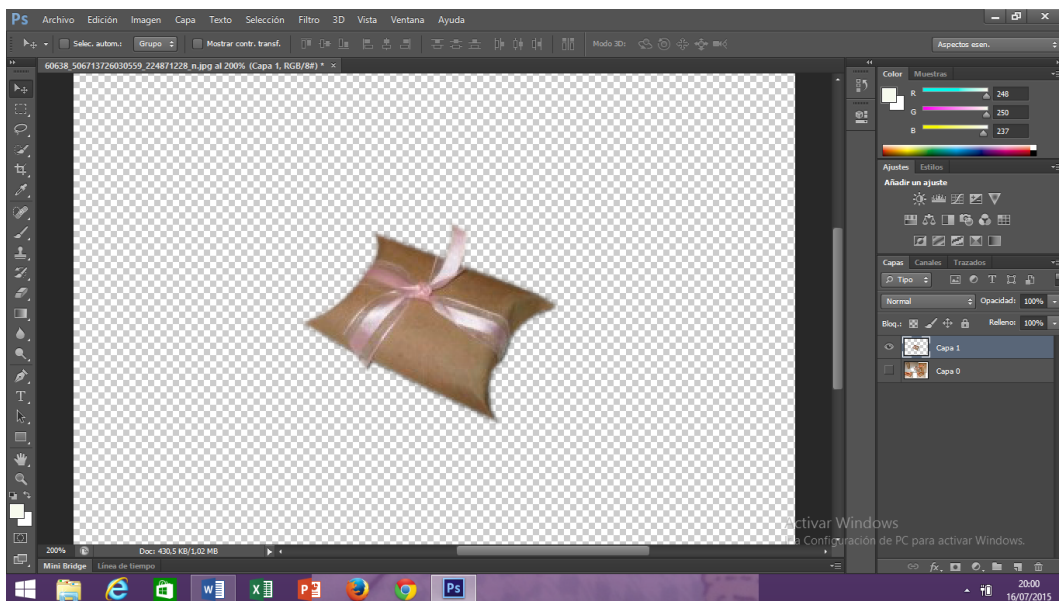 Ps Archivo Edición Imagen Capa Texto Selección Filtro 3D Vista Ventana Ayuda
Selec. autom.: Grupo Mostrar contr. transf. Modo 3D: Aspectos esen.
60638_506713726030559_224871228_n.jpg al 200% (Capa 1, RGB/8#) * ×
Color Muestras
R 248
G 250
B 237
Ajustes Estilos
Añadir un ajuste
Capas Canales Trazados
Tipo
Normal Opacidad: 100%
Bloq.: Relleno: 100%
Capa 1
Capa 0
Activar Windows
a Configuración de PC para activar Windows.
200% Doc: 430,5 KB/1,02 MB
Mini Bridge Línea de tiempo
20:00
16/07/2015